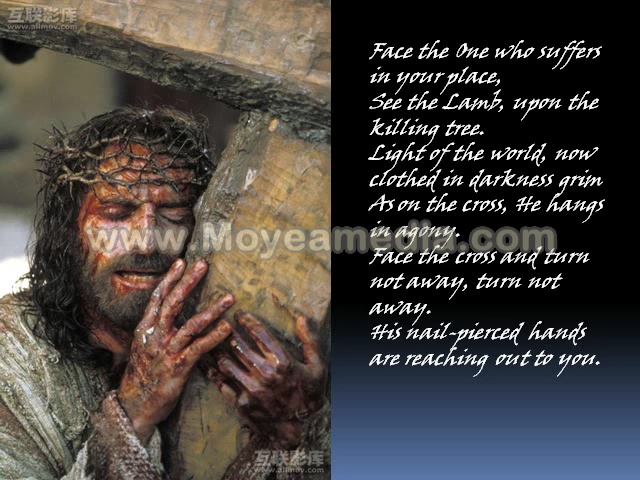 互联影库
www.allmov.com
Face the One who suffers
in your place,
See the Lamb, upon the
killing tree.
Light of the world, now
clothed in darkness grim
As on the cross, He hangs
in agony.
www.Moyeamedia.com
Face the cross and turn
not away, turn not
away.
His nail-pierced hands
are reaching out to you.
互联影库
www.allmov.com